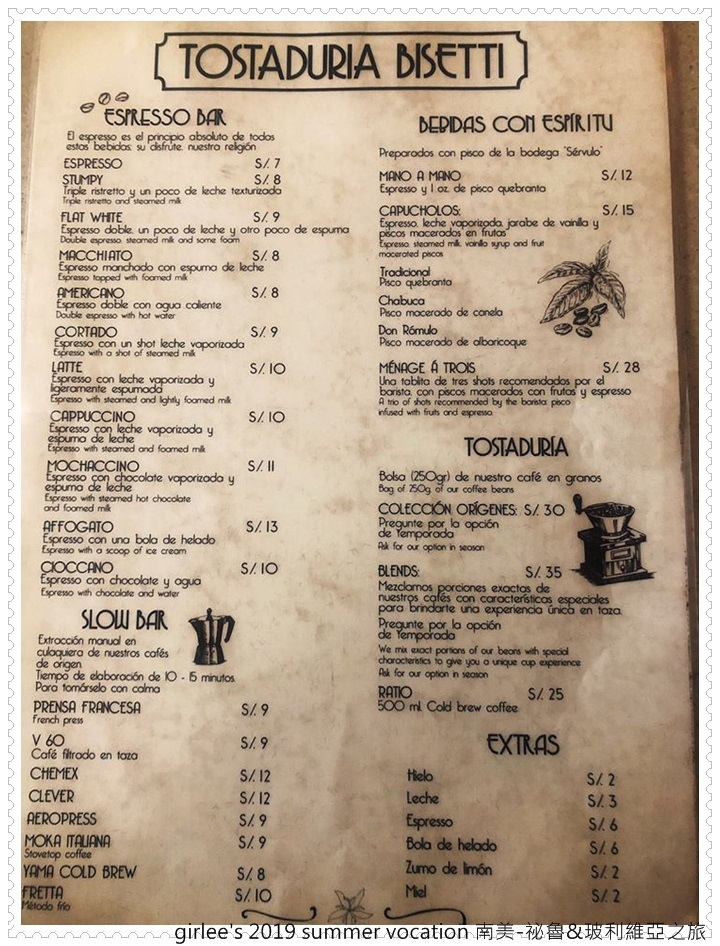 TOSTADURIA BISETTI
ESPRESSO BAR
El espresso es el principio absoluto de todas
estas bebidas: su disfrute, nuestra religión
ESPRESSO S/. 7
STUMPY S/. 8
Triple ristretto y un poco de leche texturizada
Triple ristretto and steamed milk
FLAT WHITE S/. 9
Espresso doble, un poco de leche y otro poco de espuma
Double espresso, steamed milk and some foam
MACCHIATO S/. 8
Espresso manchado con espuma de leche
Espresso topped with foamed milk
AMERICANO S/. 8
Espresso doble con agua caliente
Double espresso with hot water
CORTADO S/. 9
Espresso con un shot leche vaporizada
Espresso with a shot of steamed milk
LATTE S/. 10
Espresso con leche vaporizada y
ligeramente espumada
Espresso with steamed and lightly foamed milk
CAPPUCCINO S/. 10
Espresso con leche vaporizada y
espuma de leche
Espresso with steamed and foamed milk
MOCHACCINO S/. 11
Espresso con chocolate vaporizada y
espuma de leche
Espresso with steamed hot chocolate
and foamed milk
AFFOGATO S/. 13
Espresso con una bola de helado
Espresso with a scoop of ice cream
CIOCCANO S/. 10
Espresso con chocolate y agua
Espresso with chocolate and water
SLOW BAR
Extracción manual en
culaquiera de nuestros cafés
de origen.
Tiempo de elaboración de 10 - 15 minutos.
Para tomárselo con calma
PRENSA FRANCESA S/. 9
French press
V 60 S/. 9
Café filtrado en taza
CHEMEX S/. 12
CLEVER S/. 12
AEROPRESS S/. 9
MOKA ITALIANA S/. 9
Stovetop coffee
YAMA COLD BREW S/. 8
FRETTA S/. 10
Método frío
BEBIDAS CON ESPÍRITU
Preparados con pisco de la bodega "Sérvulo"
MANO A MANO S/. 12
Espresso y 1 oz. de pisco quebranta
CAPUCHOLOS: S/. 15
Espresso, leche vaporizada, jarabe de vainilla y
piscos macerados en frutas
Espresso, steamed milk, vainilla syrup and fruit
macerated piscos
Tradicional
Pisco quebranta
Chabuca
Pisco macerado de canela
Don Rómulo
Pisco macerado de albaricoque
MÉNAGE Á TROIS S/. 28
Una tablita de tres shots recomendados por el
barista, con piscos macerados con frutas y espresso
A trio of shots recommended by the barista: pisco
infused with fruits and espresso.
TOSTADURÍA
Bolsa (250gr) de nuestro café en granos
Bag of 250g of our coffee beans
COLECCIÓN ORÍGENES: S/. 30
Pregunte por la opción
de Temporada
Ask for our option in season
BLENDS: S/. 35
Mezclamos porciones exactas de
nuestros cafés con características especiales
para brindarte una experiencia única en taza.
Pregunte por la opción
de Temporada
We mix exact portions of our beans with special
characteristics to give you a unique cup experience
Ask for our option in season
RATIO S/. 25
500 ml. Cold brew coffee
EXTRAS
Hielo S/. 2
Leche S/. 3
Espresso S/. 6
Bola de helado S/. 6
Zumo de limón S/. 2
Miel S/. 2
girlee's 2019 summer vocation 南美-祕魯&玻利維亞之旅